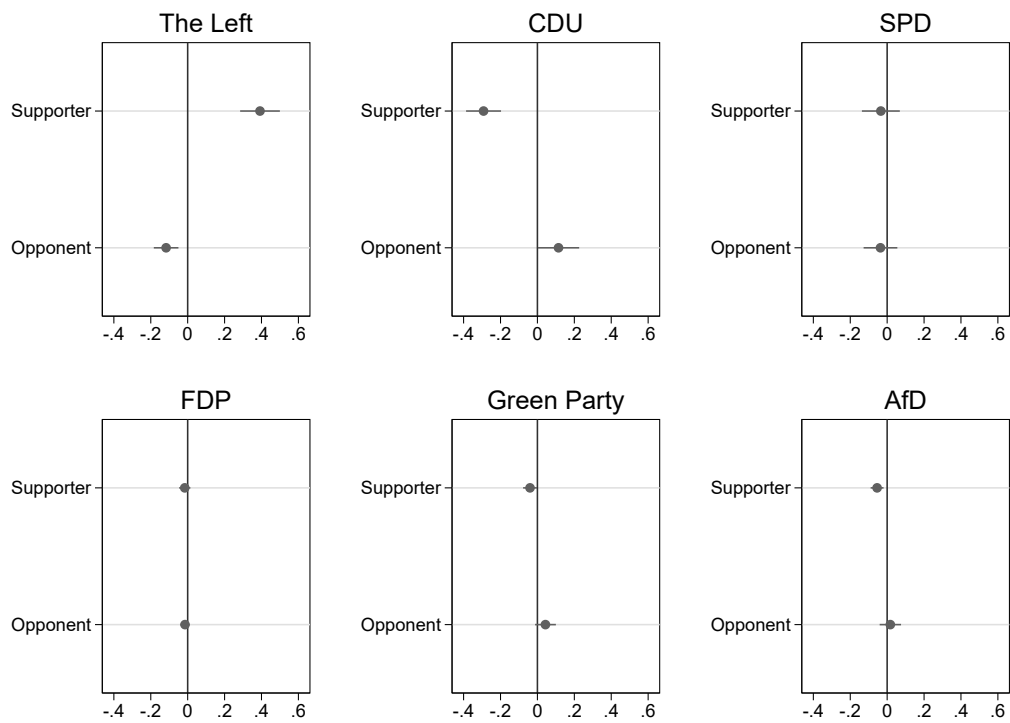 The Left CDU SPD
Supporter Supporter Supporter
Opponent Opponent Opponent
-.4 -.2 0 .2 .4 .6 -.4 -.2 0 .2 .4 .6 -.4 -.2 0 .2 .4 .6
FDP Green Party AfD
Supporter Supporter Supporter
Opponent Opponent Opponent
-.4 -.2 0 .2 .4 .6 -.4 -.2 0 .2 .4 .6 -.4 -.2 0 .2 .4 .6